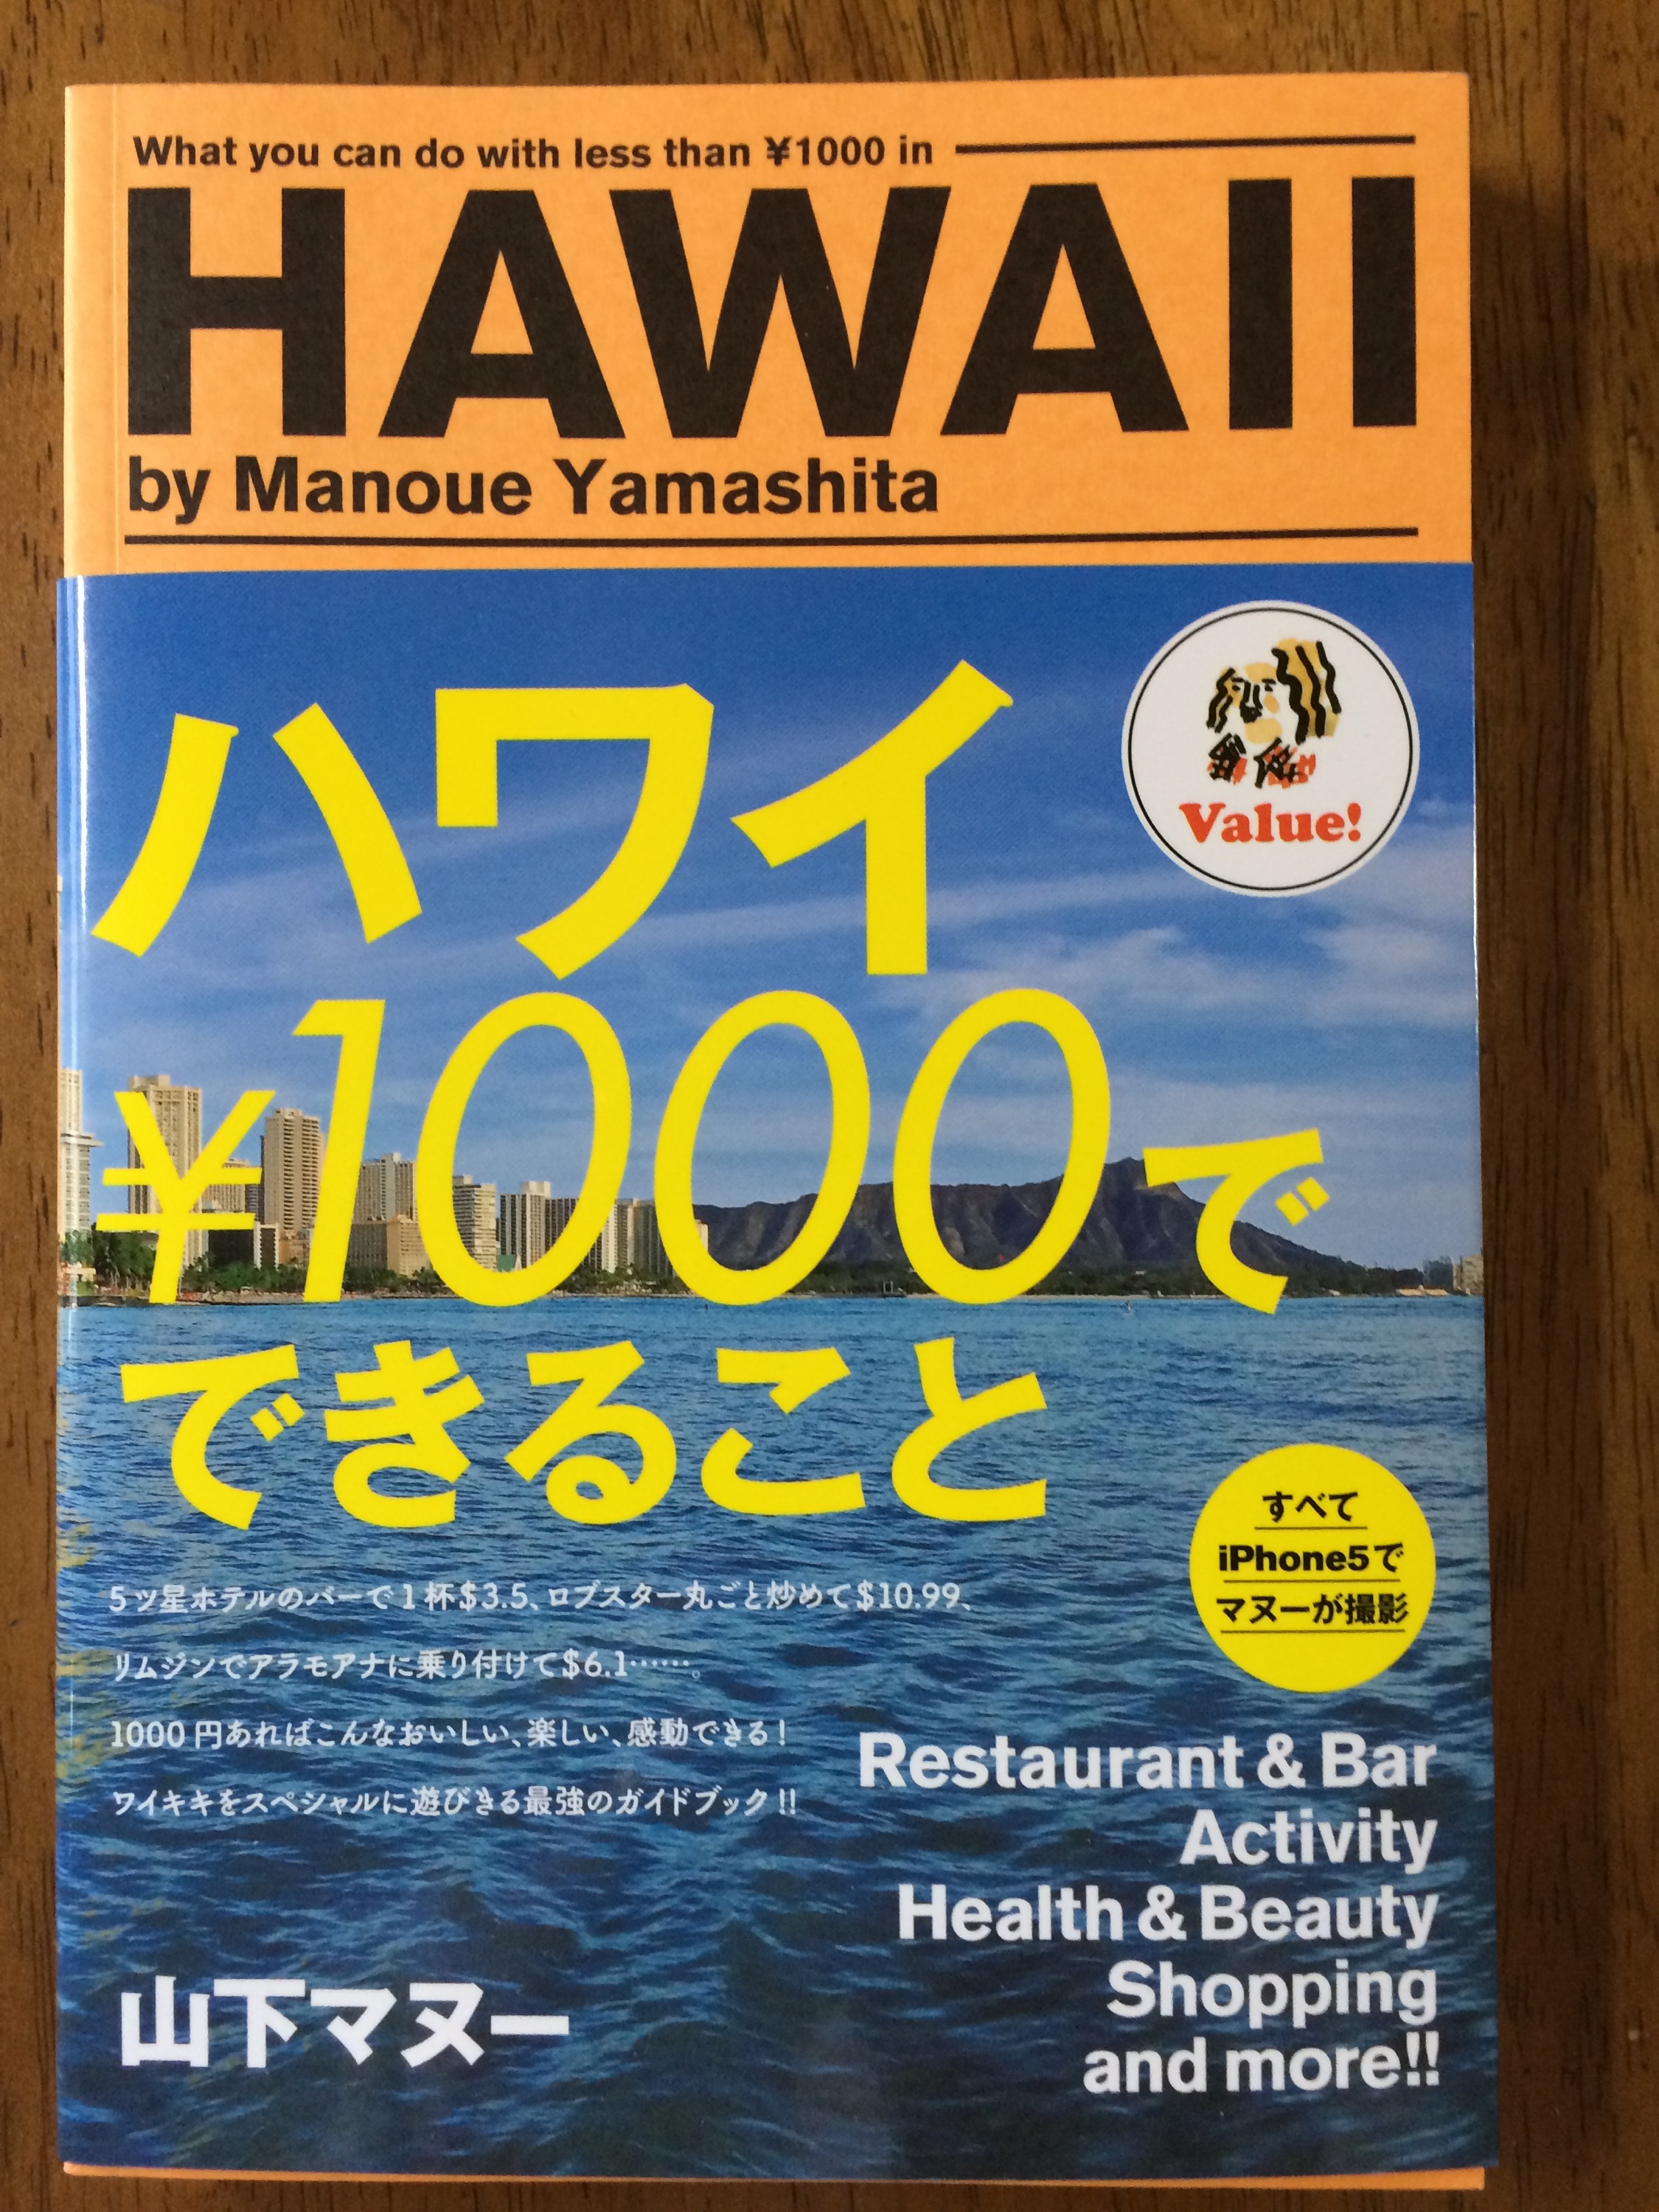 What you can do with less than ¥1000 in
HAWAII
by Manoue Yamashita
Value!
ハワイ
¥1000で
できること
すべて
iPhone5で
マヌーが撮影
5ツ星ホテルのバーで1杯$3.5、ロブスター丸ごと炒めて$10.99、
リムジンでアラモアナに乗り付けて$6.1……。
1000円あればこんなおいしい、楽しい、感動できる!
ワイキキをスペシャルに遊びきる最強のガイドブック!!
Restaurant & Bar
Activity
Health & Beauty
Shopping
and more!!
山下マヌー